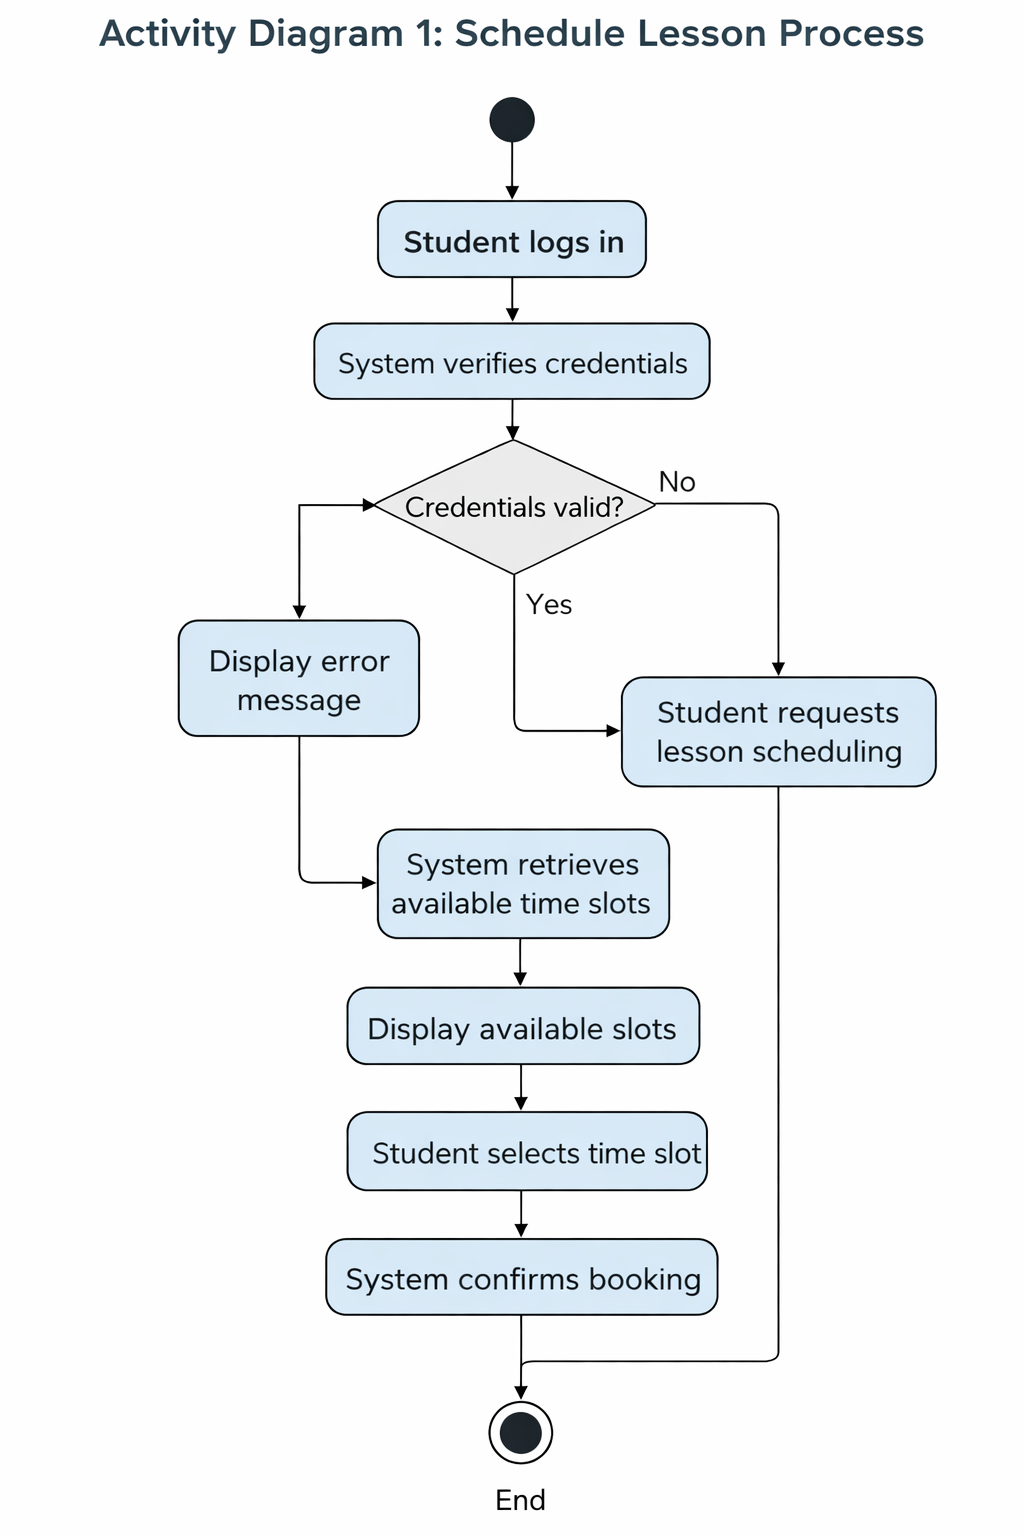 Activity Diagram 1: Schedule Lesson Process
Student logs in
System verifies credentials
Credentials valid?
No
Yes
Display error
message
Student requests
lesson scheduling
System retrieves
available time slots
Display available slots
Student selects time slot
System confirms booking
End